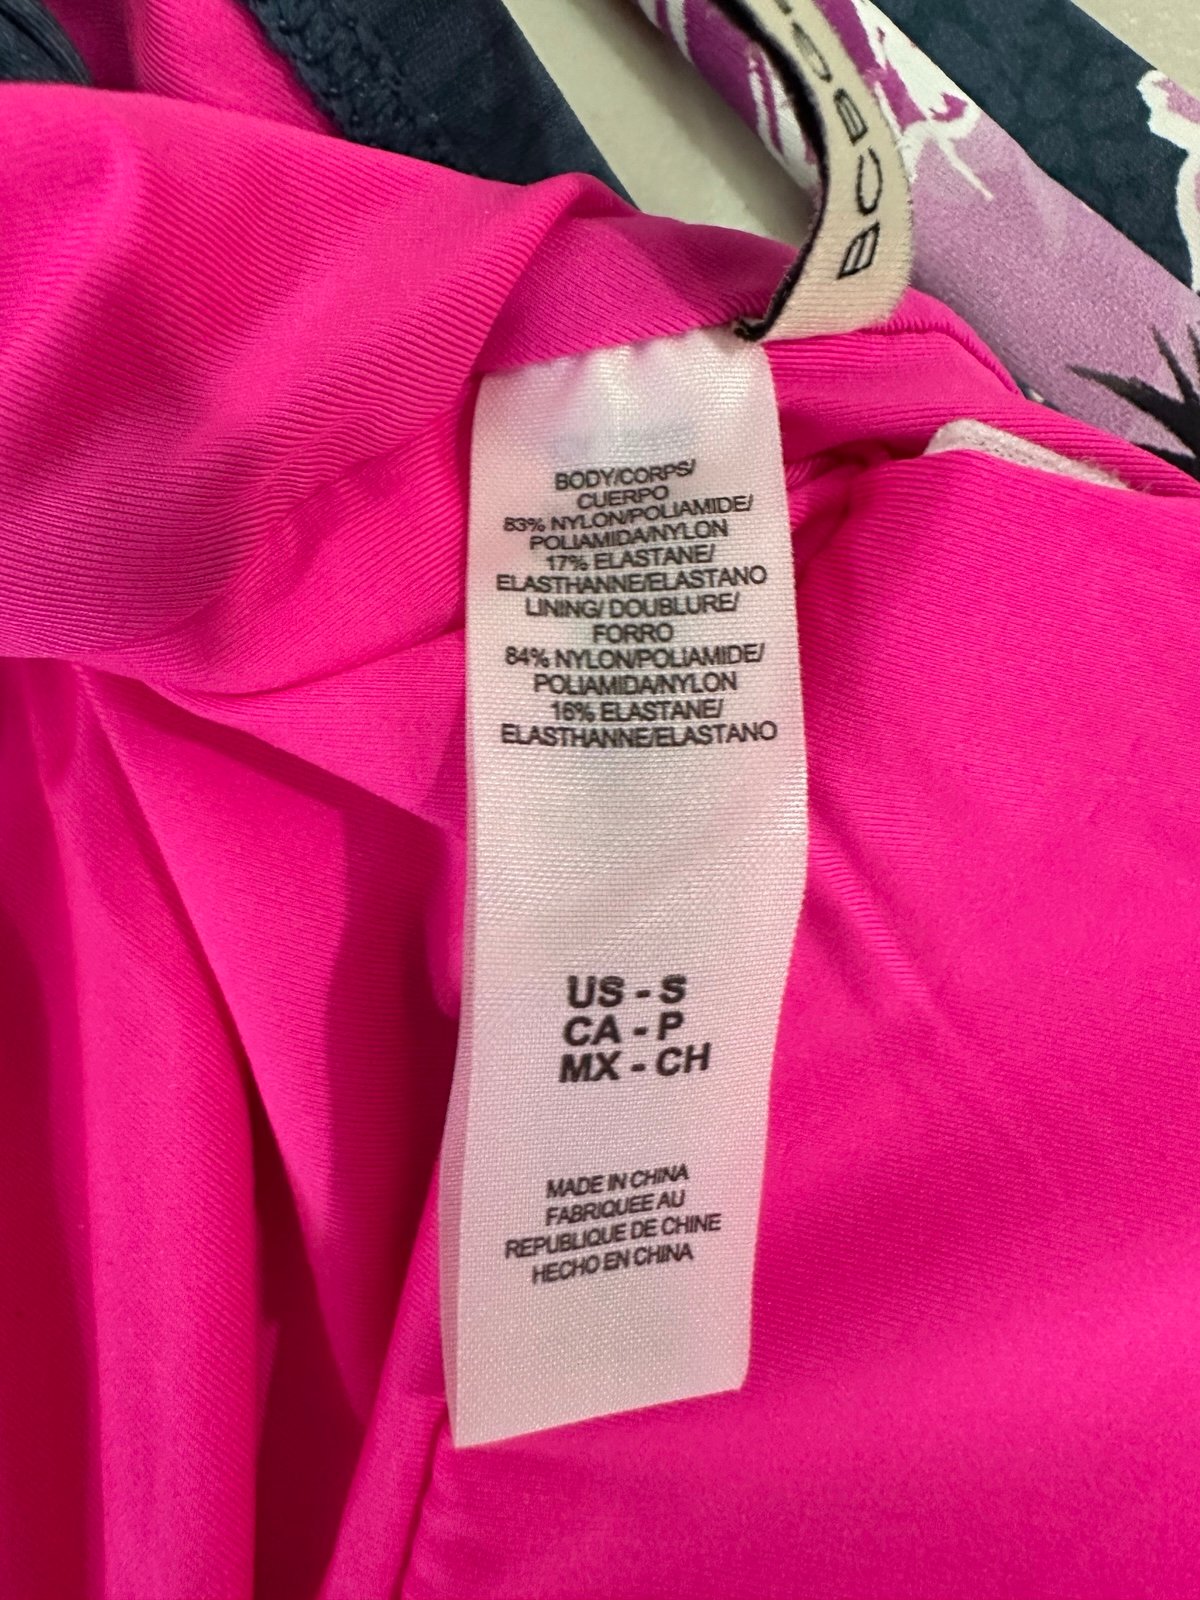 BCBG
BODY/CORPS/
CUERPO
83% NYLON/POLIAMIDE/
POLIAMIDA/NYLON
17% ELASTANE/
ELASTHANNE/ELASTANO
LINING/ DOUBLURE/
FORRO
84% NYLON/POLIAMIDE/
POLIAMIDA/NYLON
16% ELASTANE/
ELASTHANNE/ELASTANO
US - S
CA - P
MX - CH
MADE IN CHINA
FABRIQUEE AU
REPUBLIQUE DE CHINE
HECHO EN CHINA